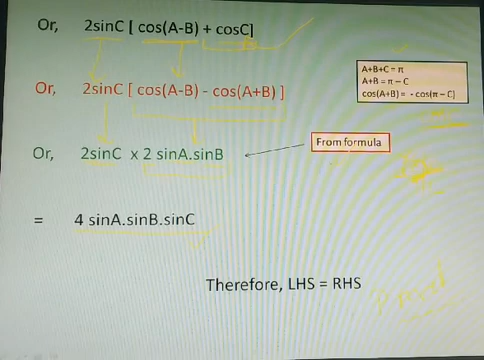 Or, 2sinC [ cos(A-B) + cosC]
A+B+C = π
A+B = π – C
cos(A+B) = - cos(π – C)
Or, 2sinC [ cos(A-B) - cos(A+B) ]
From formula
Or, 2sinC x 2 sinA.sinB
= 4 sinA.sinB.sinC
Therefore, LHS = RHS